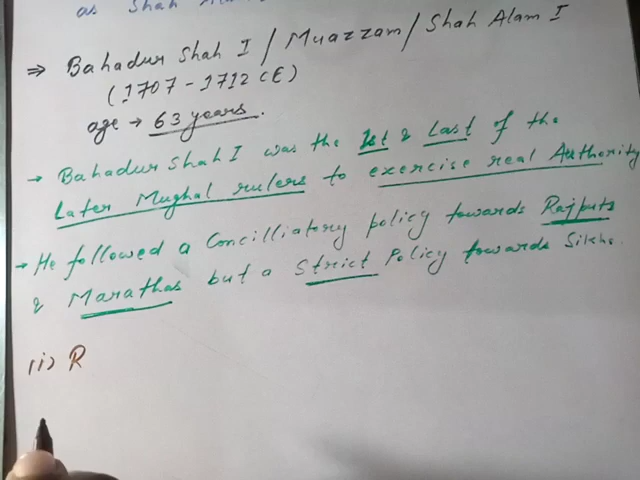 as Shah
⇒ Bahadur Shah I / Muazzam / Shah Alam I
(1707 - 1712 CE)
age → 63 years.
→ Bahadur Shah I was the 1st & Last of the
Later Mughal rulers to exercise real Authority
→ He followed a Concilliatory policy towards Rajputs
& Marathas but a Strict Policy towards Sikhs.
(i) R